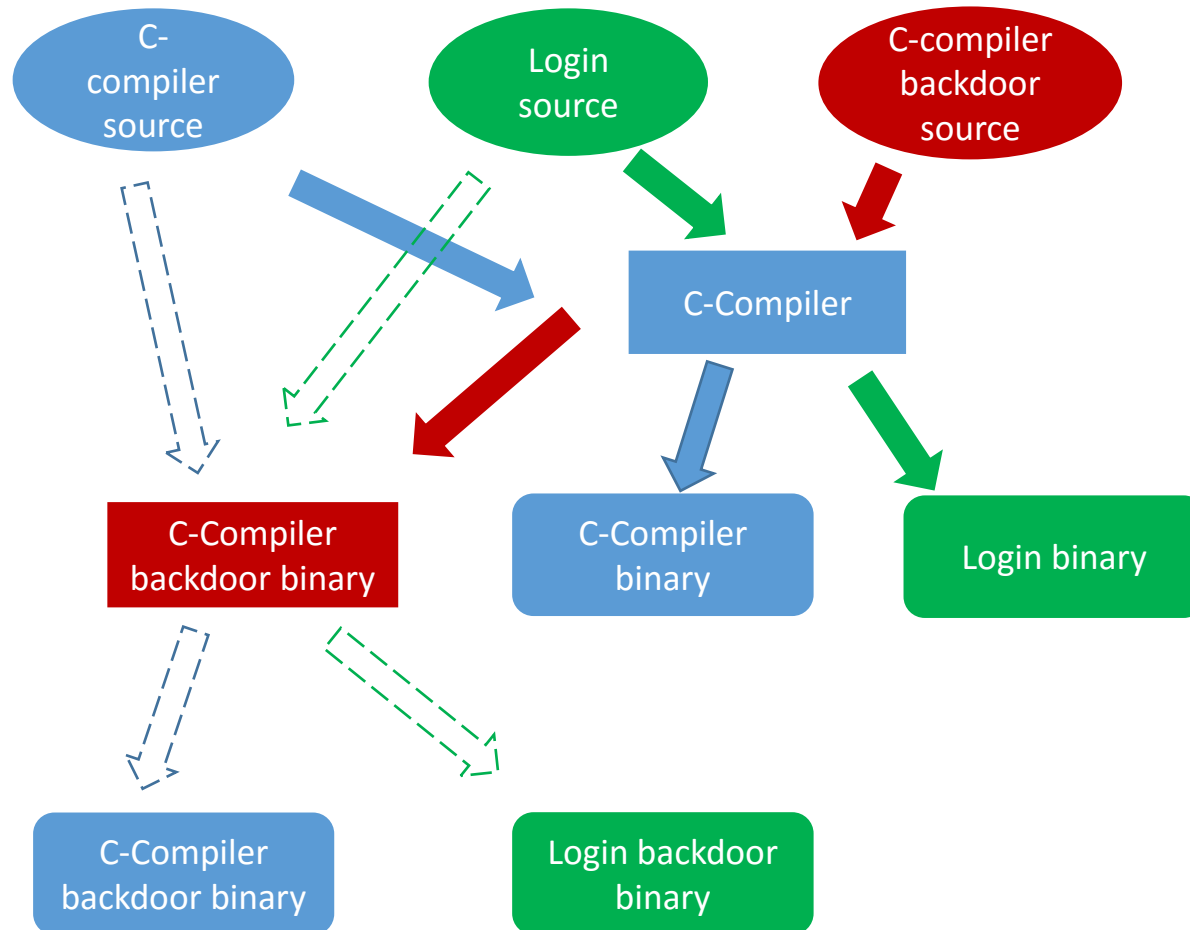 C-
compiler
source
Login
source
C-compiler
backdoor
source
C-Compiler
C-Compiler
backdoor binary
C-Compiler
binary
Login binary
C-Compiler
backdoor binary
Login backdoor
binary